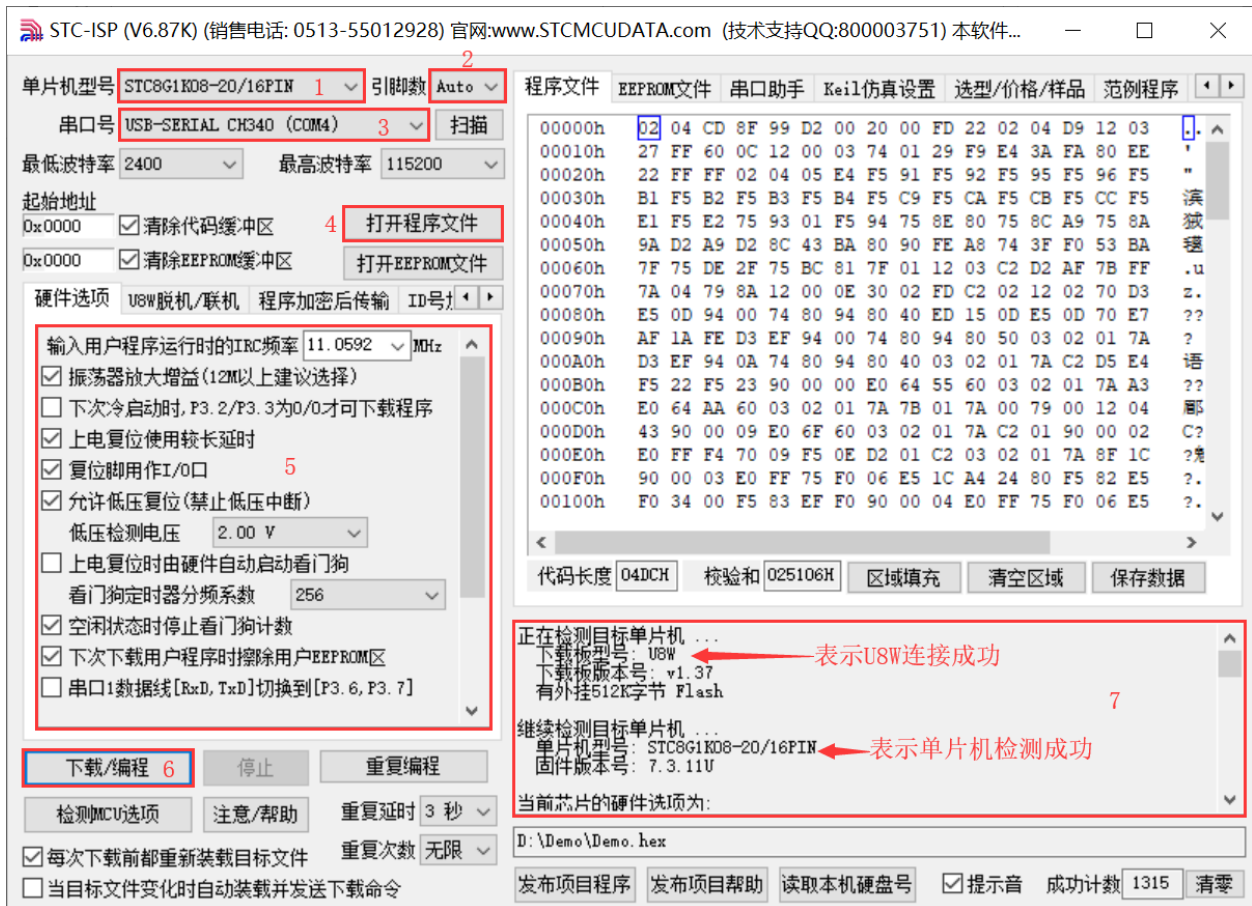 STC-ISP (V6.87K) (销售电话: 0513-55012928) 官网:www.STCMCUDATA.com (技术支持QQ:800003751) 本软件...
单片机型号 STC8G1K08-20/16PIN 1 引脚数 Auto 2
串口号 USB-SERIAL CH340 (COM4) 3 扫描
最低波特率 2400 最高波特率 115200
起始地址
0x0000 清除代码缓冲区 4 打开程序文件
0x0000 清除EEPROM缓冲区 打开EEPROM文件
硬件选项 U8W脱机/联机 程序加密后传输 ID号
输入用户程序运行时的IRC频率 11.0592 MHz
振荡器放大增益(12M以上建议选择)
下次冷启动时,P3.2/P3.3为0/0才可下载程序
上电复位使用较长延时
复位脚用作I/O口 5
允许低压复位(禁止低压中断)
低压检测电压 2.00 V
上电复位时由硬件自动启动看门狗
看门狗定时器分频系数 256
空闲状态时停止看门狗计数
下次下载用户程序时擦除用户EEPROM区
串口1数据线[RxD,TxD]切换到[P3.6,P3.7]
下载/编程 6 停止 重复编程
检测MCU选项 注意/帮助 重复延时 3 秒
每次下载前都重新装载目标文件 重复次数 无限
当目标文件变化时自动装载并发送下载命令
程序文件 EEPROM文件 串口助手 Keil仿真设置 选型/价格/样品 范例程序
00000h 02 04 CD 8F 99 D2 00 20 00 FD 22 02 04 D9 12 03 ..
00010h 27 FF 60 0C 12 00 03 74 01 29 F9 E4 3A FA 80 EE '
00020h 22 FF FF 02 04 05 E4 F5 91 F5 92 F5 95 F5 96 F5 "
00030h B1 F5 B2 F5 B3 F5 B4 F5 C9 F5 CA F5 CB F5 CC F5
00040h E1 F5 E2 75 93 01 F5 94 75 8E 80 75 8C A9 75 8A
00050h 9A D2 A9 D2 8C 43 BA 80 90 FE A8 74 3F F0 53 BA
00060h 7F 75 DE 2F 75 BC 81 7F 01 12 03 C2 D2 AF 7B FF .u
00070h 7A 04 79 8A 12 00 0E 30 02 FD C2 02 12 02 70 D3 z.
00080h E5 0D 94 00 74 80 94 80 40 ED 15 0D E5 0D 70 E7 ??
00090h AF 1A FE D3 EF 94 00 74 80 94 80 50 03 02 01 7A ?
000A0h D3 EF 94 0A 74 80 94 80 40 03 02 01 7A C2 D5 E4 语
000B0h F5 22 F5 23 90 00 00 E0 64 55 60 03 02 01 7A A3 ??
000C0h E0 64 AA 60 03 02 01 7A 7B 01 7A 00 79 00 12 04 郿
000D0h 43 90 00 09 E0 6F 60 03 02 01 7A C2 01 90 00 02 C?
000E0h E0 FF F4 70 09 F5 0E D2 01 C2 03 02 01 7A 8F 1C
000F0h 90 00 03 E0 FF 75 F0 06 E5 1C A4 24 80 F5 82 E5 ?.
00100h F0 34 00 F5 83 EF F0 90 00 04 E0 FF 75 F0 06 E5 ?.
代码长度 04DCH 校验和 025106H 区域填充 清空区域 保存数据
正在检测目标单片机 ...
下载板型号: U8W 表示U8W连接成功
下载板版本号: v1.37
有外挂512K字节 Flash
7
继续检测目标单片机 ...
单片机型号: STC8G1K08-20/16PIN 表示单片机检测成功
固件版本号: 7.3.11U
当前芯片的硬件选项为:
D:\Demo\Demo.hex
发布项目程序 发布项目帮助 读取本机硬盘号 提示音 成功计数 1315 清零